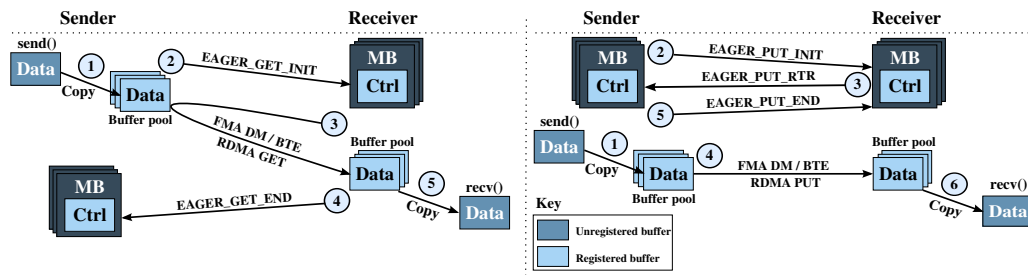 Sender
Receiver
send()
Data
1
Copy
Data
Buffer pool
2
EAGER_GET_INIT
MB
Ctrl
3
FMA DM / BTE
RDMA GET
Buffer pool
Data
MB
Ctrl
EAGER_GET_END
4
5
Copy
recv()
Data
Sender
Receiver
MB
Ctrl
2
EAGER_PUT_INIT
EAGER_PUT_RTR
3
5
EAGER_PUT_END
MB
Ctrl
send()
Data
1
Copy
Data
Buffer pool
4
FMA DM / BTE
RDMA PUT
Buffer pool
Data
6
Copy
recv()
Data
Key
Unregistered buffer
Registered buffer